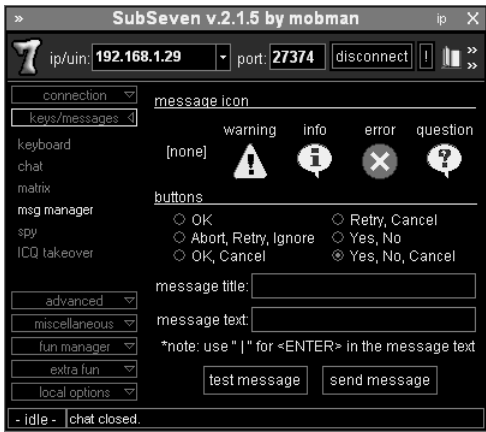 » SubSeven v.2.1.5 by mobman ip X
ip/uin: 192.168.1.29 port: 27374 disconnect ! »
»
connection
keys/messages
keyboard
chat
matrix
msg manager
spy
ICQ takeover
advanced
miscellaneous
fun manager
extra fun
local options
message icon
warning info error question
[none]
buttons
OK Retry, Cancel
Abort, Retry, Ignore Yes, No
OK, Cancel Yes, No, Cancel
message title:
message text:
*note: use " | " for <ENTER> in the message text
test message send message
- idle - chat closed.